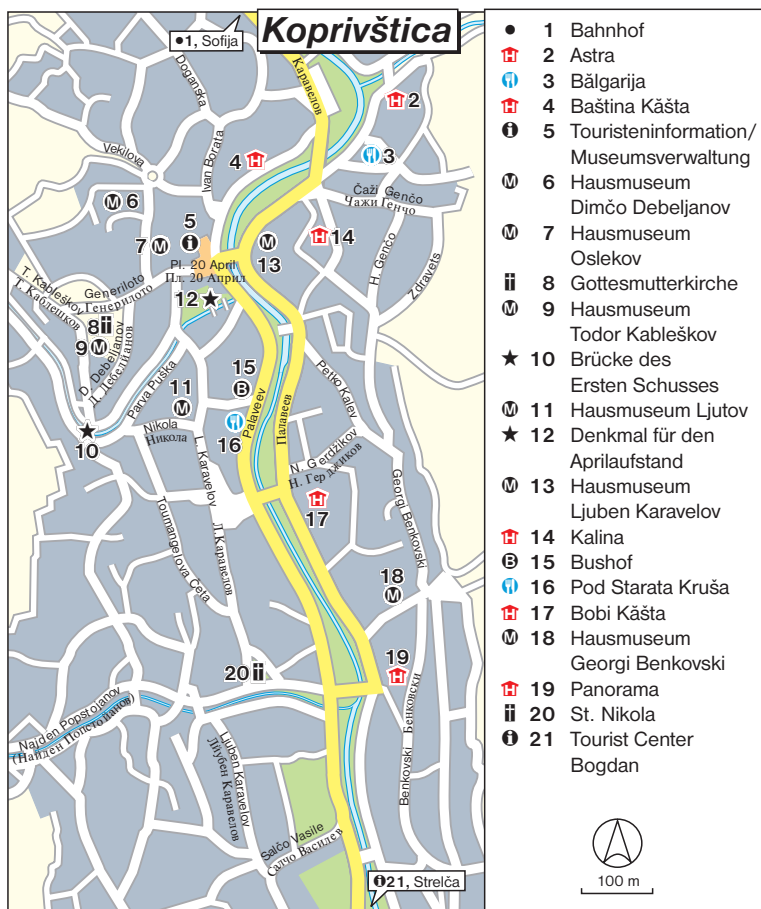 Koprivštica
●1, Sofija
Каравелов
Doganska
Vekilova
Ivan Borata
2
3
4
Čaži Genčo
Чажи Генчо
6
5
7
13
14
H. Genčo
Zdravets
Pl. 20 April
Пл. 20 Април
T. Kableškov
Т. Каблешков
Generiloto
Генерилото
12
8
9
D. Debeljanov
Д. Дебелианов
Parva Puška
15
B
11
Palaveev
Палавеев
Petko Kalev
10
Nikola
Никола
16
L. Karavelov
Л.Каравелов
N. Gerdžikov
Н. Герджиков
17
Georgi Benkovski
Toumangelova Četa
18
19
20
Najden Popstojanov
(Найден Попстоианов)
Ljuben Karavelov
Лйубен Каравелов
Benkovski
Бенковски
Salčo Vasile
Салчо Василев
21, Strelča
● 1 Bahnhof
H 2 Astra
3 Bălgarija
H 4 Baština Kăšta
i 5 Touristeninformation/
Museumsverwaltung
M 6 Hausmuseum
Dimčo Debeljanov
M 7 Hausmuseum
Oslekov
8 Gottesmutterkirche
M 9 Hausmuseum
Todor Kableškov
★ 10 Brücke des
Ersten Schusses
M 11 Hausmuseum Ljutov
★ 12 Denkmal für den
Aprilaufstand
M 13 Hausmuseum
Ljuben Karavelov
H 14 Kalina
B 15 Bushof
16 Pod Starata Kruša
H 17 Bobi Kăšta
M 18 Hausmuseum
Georgi Benkovski
H 19 Panorama
20 St. Nikola
i 21 Tourist Center
Bogdan
100 m